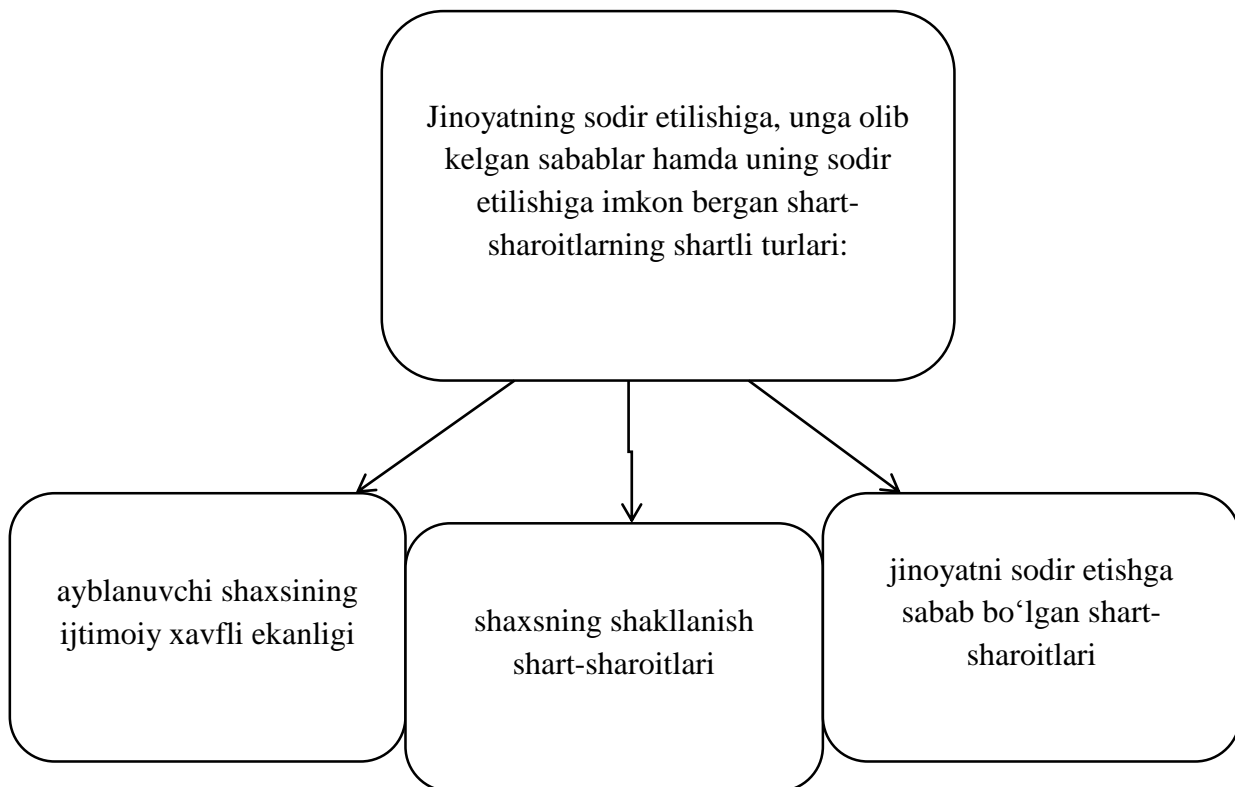 Jinoyatning sodir etilishiga, unga olib
kelgan sabablar hamda uning sodir
etilishiga imkon bergan shart-
sharoitlarning shartli turlari:
ayblanuvchi shaxsining
ijtimoiy xavfli ekanligi
shaxsning shakllanish
shart-sharoitlari
jinoyatni sodir etishga
sabab bo‘lgan shart-
sharoitlari